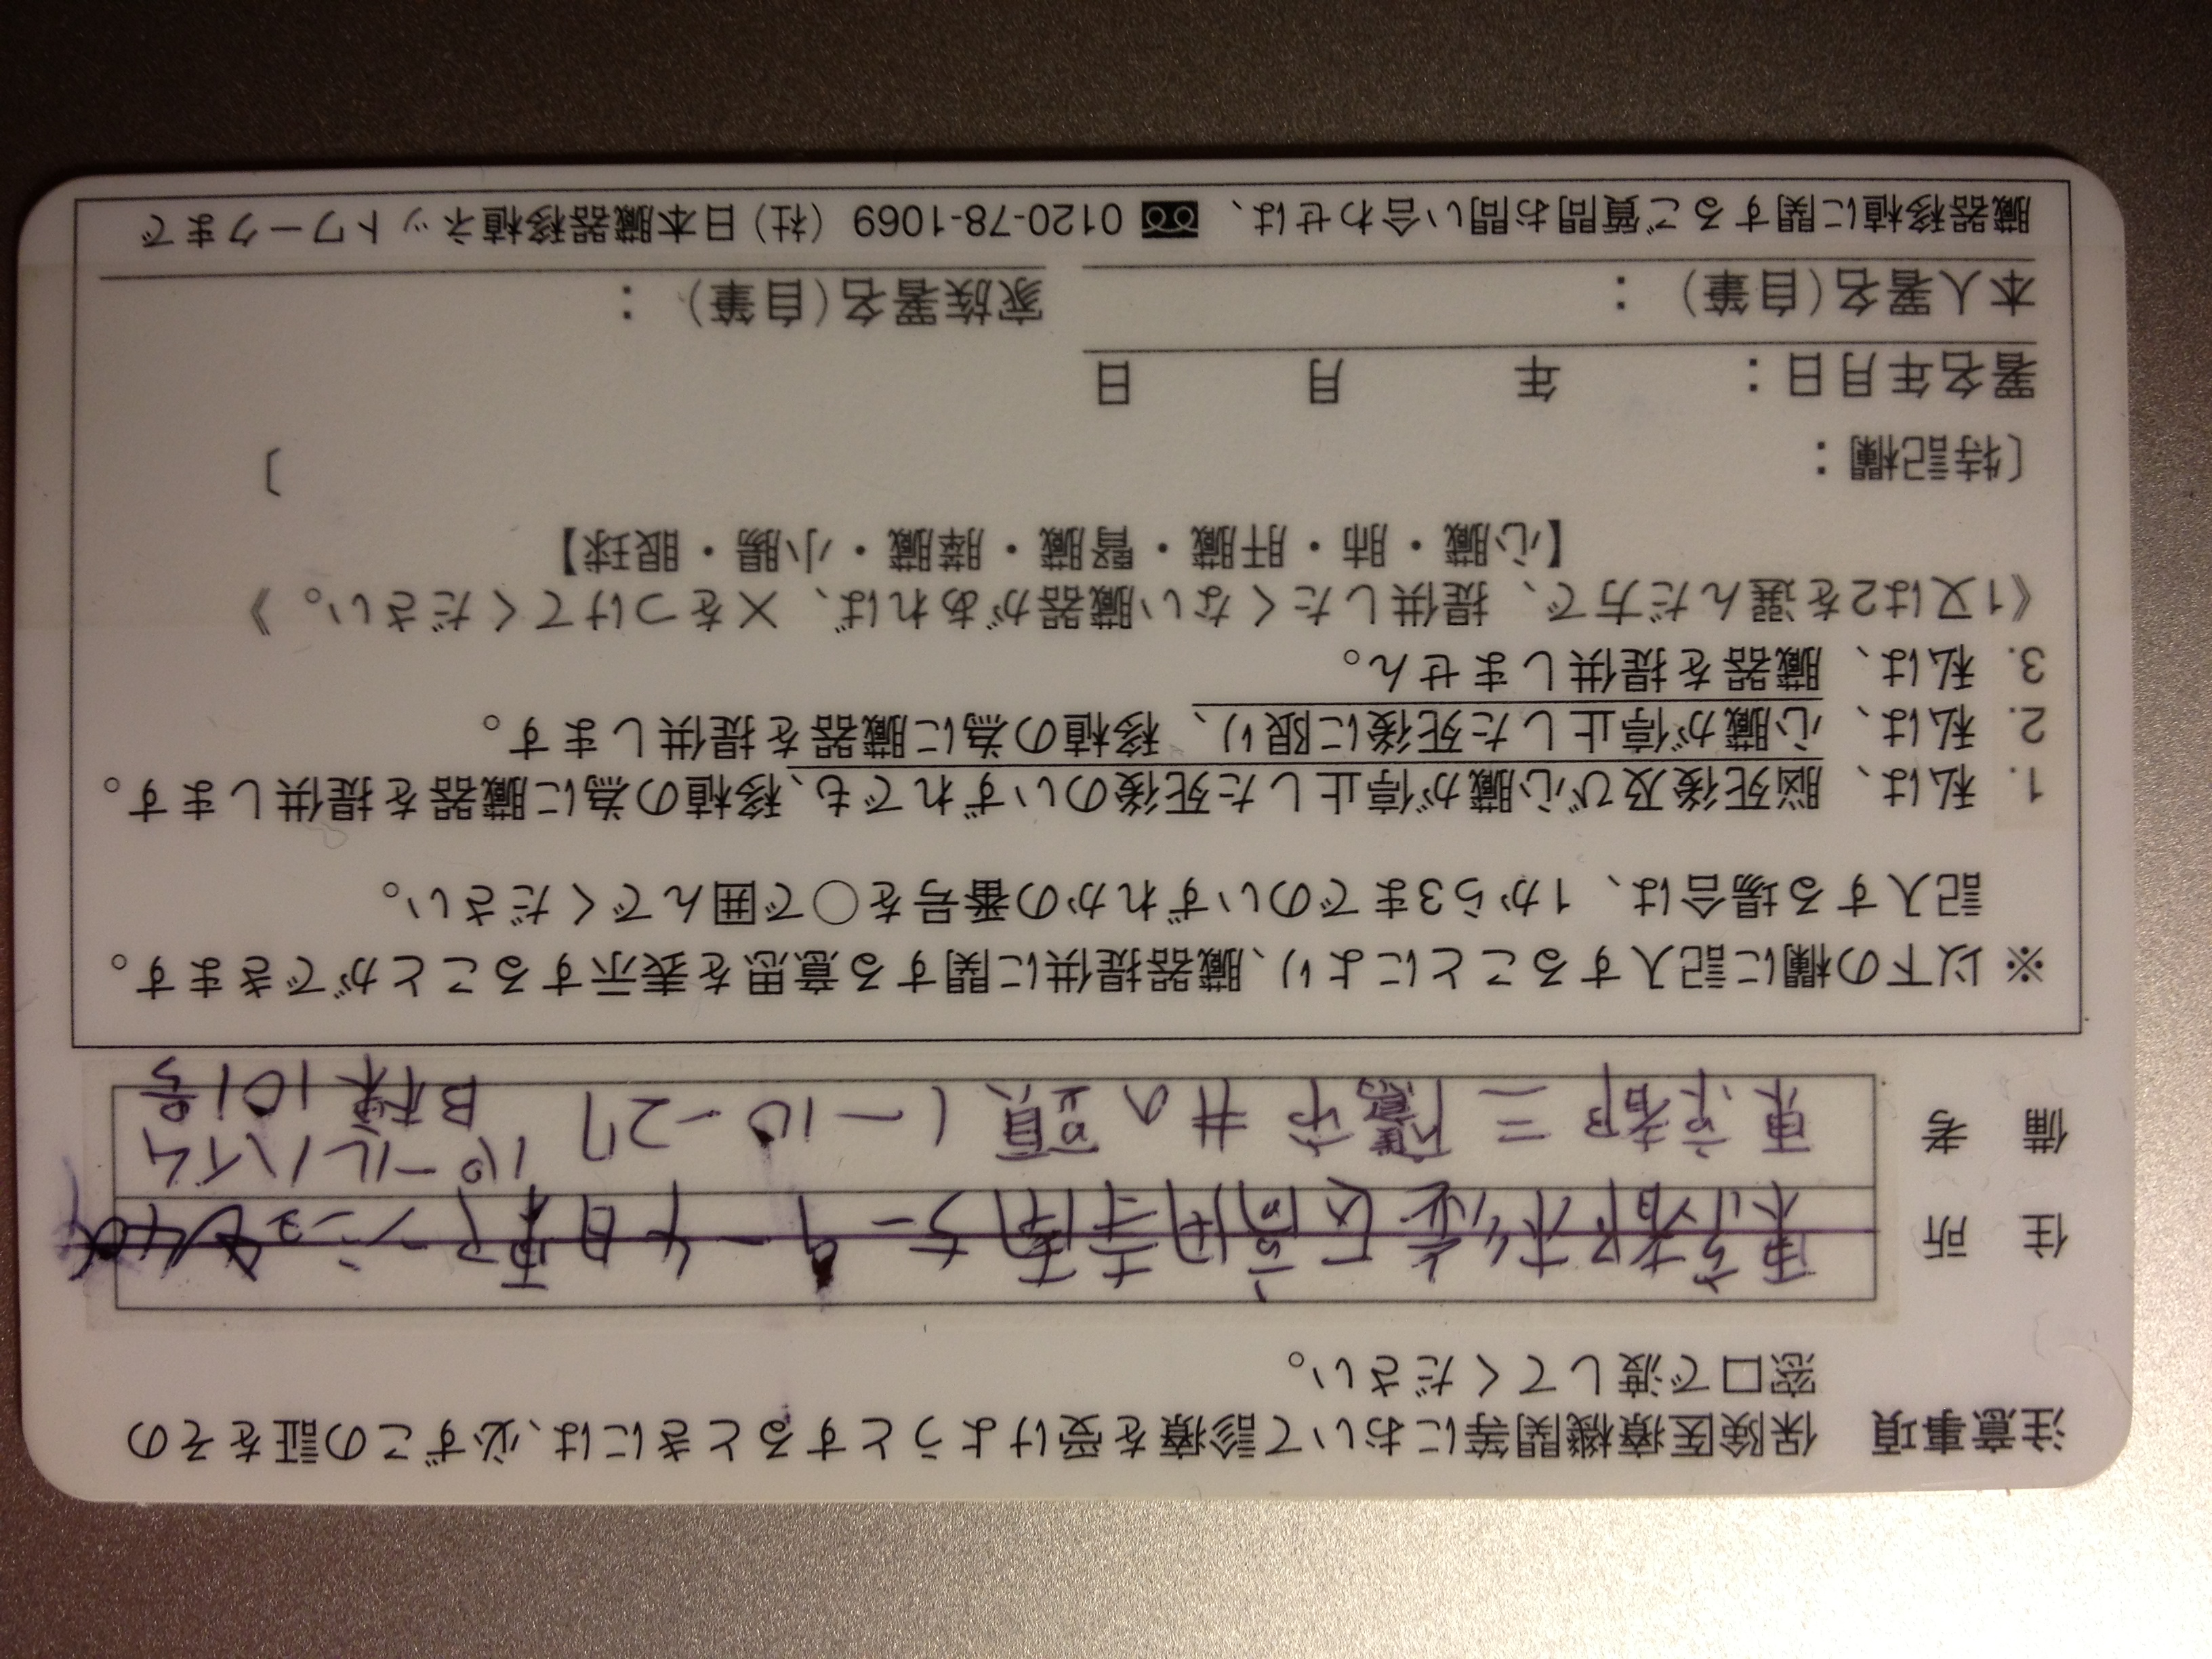 注意事項 保険医療機関等において診療を受けようとするときには、必ずこの証をその
窓口で渡してください。
住所 東京都杉並区高円寺南5-9-4日東マンション404
備考 東京都三鷹市井の頭1-10-27 パールハイム
B棟101号
※ 以下の欄に記入することにより、臓器提供に関する意思を表示することができます。
記入する場合は、1から3までのいずれかの番号を○で囲んでください。
1. 私は、脳死後及び心臓が停止した死後のいずれでも、移植の為に臓器を提供します。
2. 私は、心臓が停止した死後に限り、移植の為に臓器を提供します。
3. 私は、臓器を提供しません。
《1又は2を選んだ方で、提供したくない臓器があれば、×をつけてください。》
【心臓・肺・肝臓・腎臓・膵臓・小腸・眼球】
〔特記欄: 〕
署名年月日: 年 月 日
本人署名(自筆): 家族署名(自筆):
臓器移植に関するご質問お問い合わせは、0120-78-1069 (社)日本臓器移植ネットワークまで